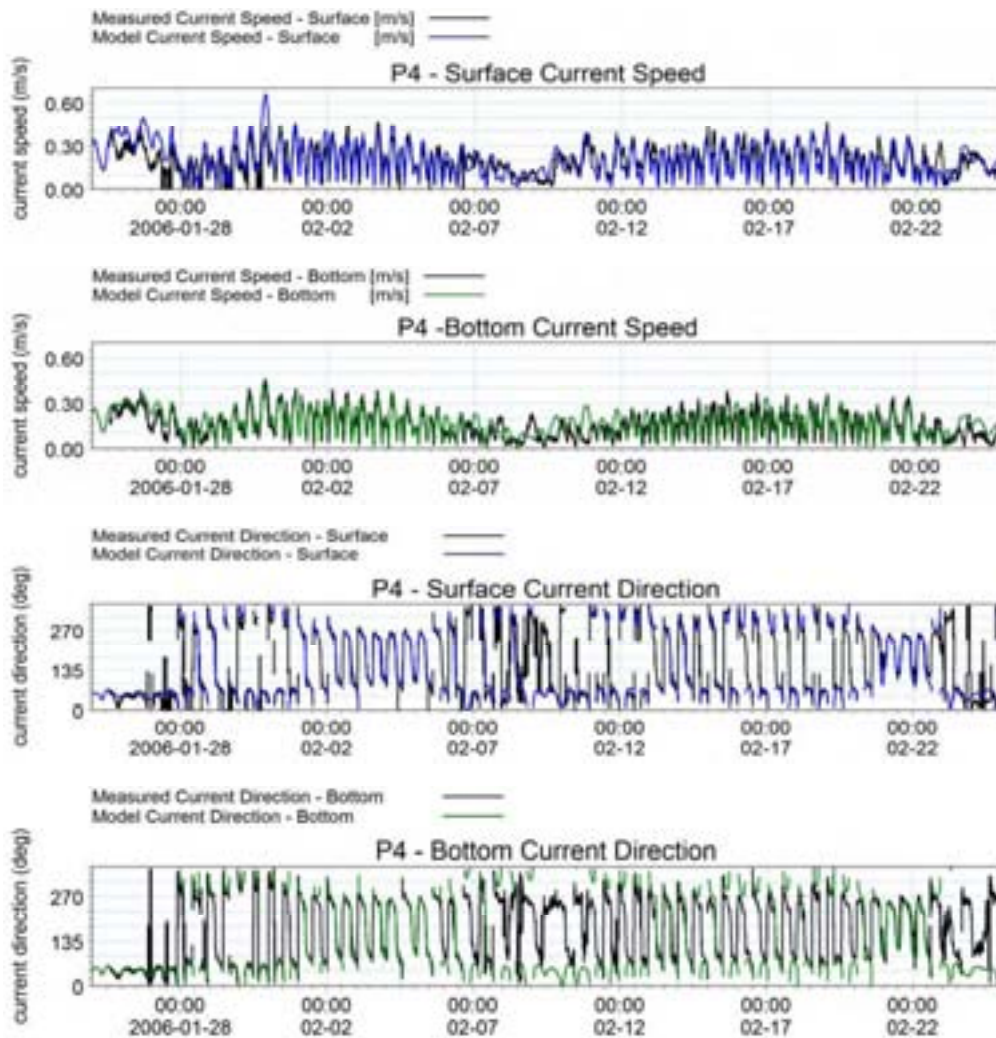 Measured Current Speed - Surface [m/s]
Model Current Speed - Surface [m/s]
P4 - Surface Current Speed
current speed (m/s)
0.60
0.30
0.00
00:00 00:00 00:00 00:00 00:00 00:00
2006-01-28 02-02 02-07 02-12 02-17 02-22
Measured Current Speed - Bottom [m/s]
Model Current Speed - Bottom [m/s]
P4 -Bottom Current Speed
current speed (m/s)
0.60
0.30
0.00
00:00 00:00 00:00 00:00 00:00 00:00
2006-01-28 02-02 02-07 02-12 02-17 02-22
Measured Current Direction - Surface
Model Current Direction - Surface
P4 - Surface Current Direction
current direction (deg)
270
135
0
00:00 00:00 00:00 00:00 00:00 00:00
2006-01-28 02-02 02-07 02-12 02-17 02-22
Measured Current Direction - Bottom
Model Current Direction - Bottom
P4 - Bottom Current Direction
current direction (deg)
270
135
0
00:00 00:00 00:00 00:00 00:00 00:00
2006-01-28 02-02 02-07 02-12 02-17 02-22